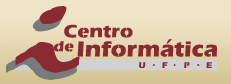 Centro
de Informática
U · F · P · E